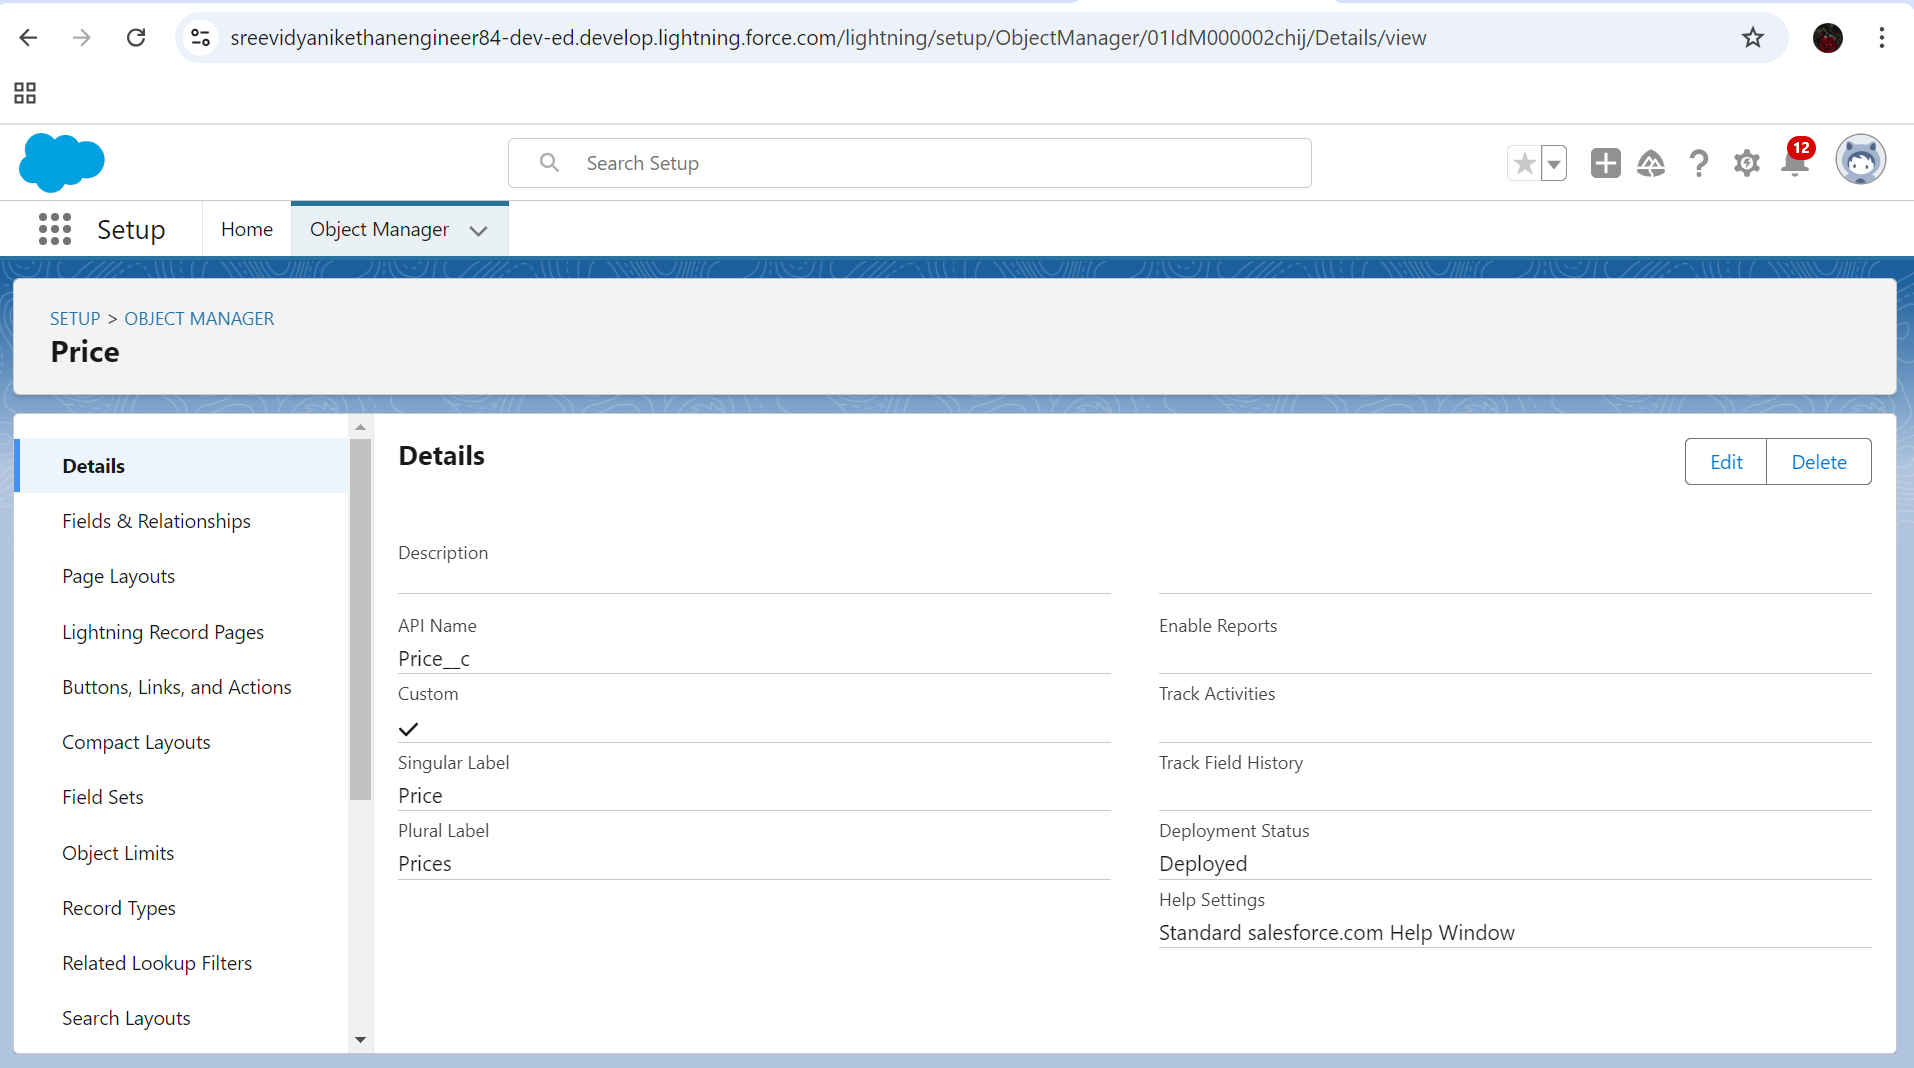 sreevidyanikethanengineer84-dev-ed.develop.lightning.force.com/lightning/setup/ObjectManager/01IdM000002chij/Details/view
Search Setup
12
Setup
Home
Object Manager
SETUP > OBJECT MANAGER
Price
Details
Fields & Relationships
Page Layouts
Lightning Record Pages
Buttons, Links, and Actions
Compact Layouts
Field Sets
Object Limits
Record Types
Related Lookup Filters
Search Layouts
Details
Edit
Delete
Description
API Name
Price__c
Custom
Singular Label
Price
Plural Label
Prices
Enable Reports
Track Activities
Track Field History
Deployment Status
Deployed
Help Settings
Standard salesforce.com Help Window